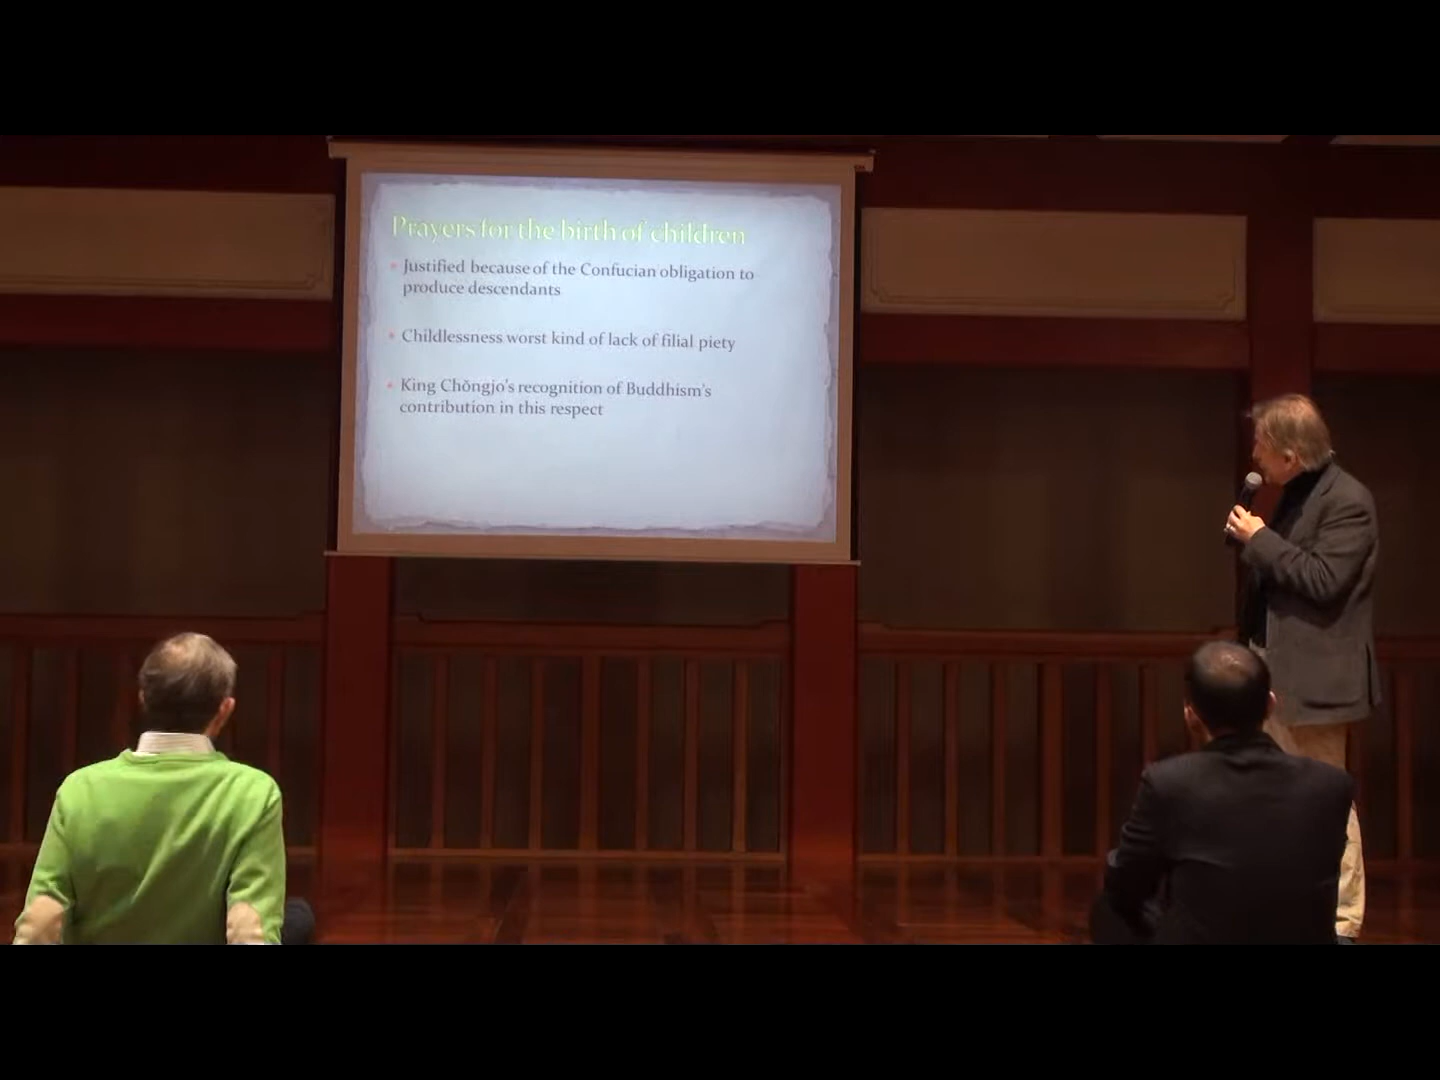 Prayers for the birth of children
• Justified because of the Confucian obligation to
produce descendants
• Childlessness worst kind of lack of filial piety
• King Chŏngjo's recognition of Buddhism's
contribution in this respect